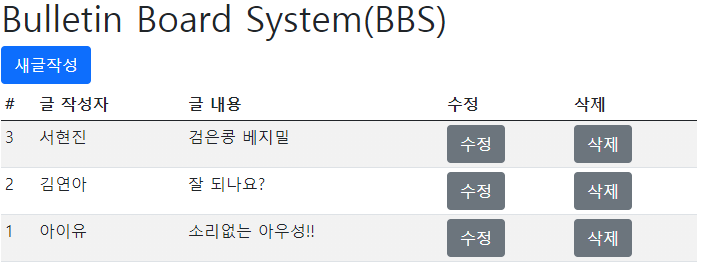 Bulletin Board System(BBS)
새글작성
# 글 작성자 글 내용 수정 삭제
3 서현진 검은콩 베지밀 수정 삭제
2 김연아 잘 되나요? 수정 삭제
1 아이유 소리없는 아우성!! 수정 삭제